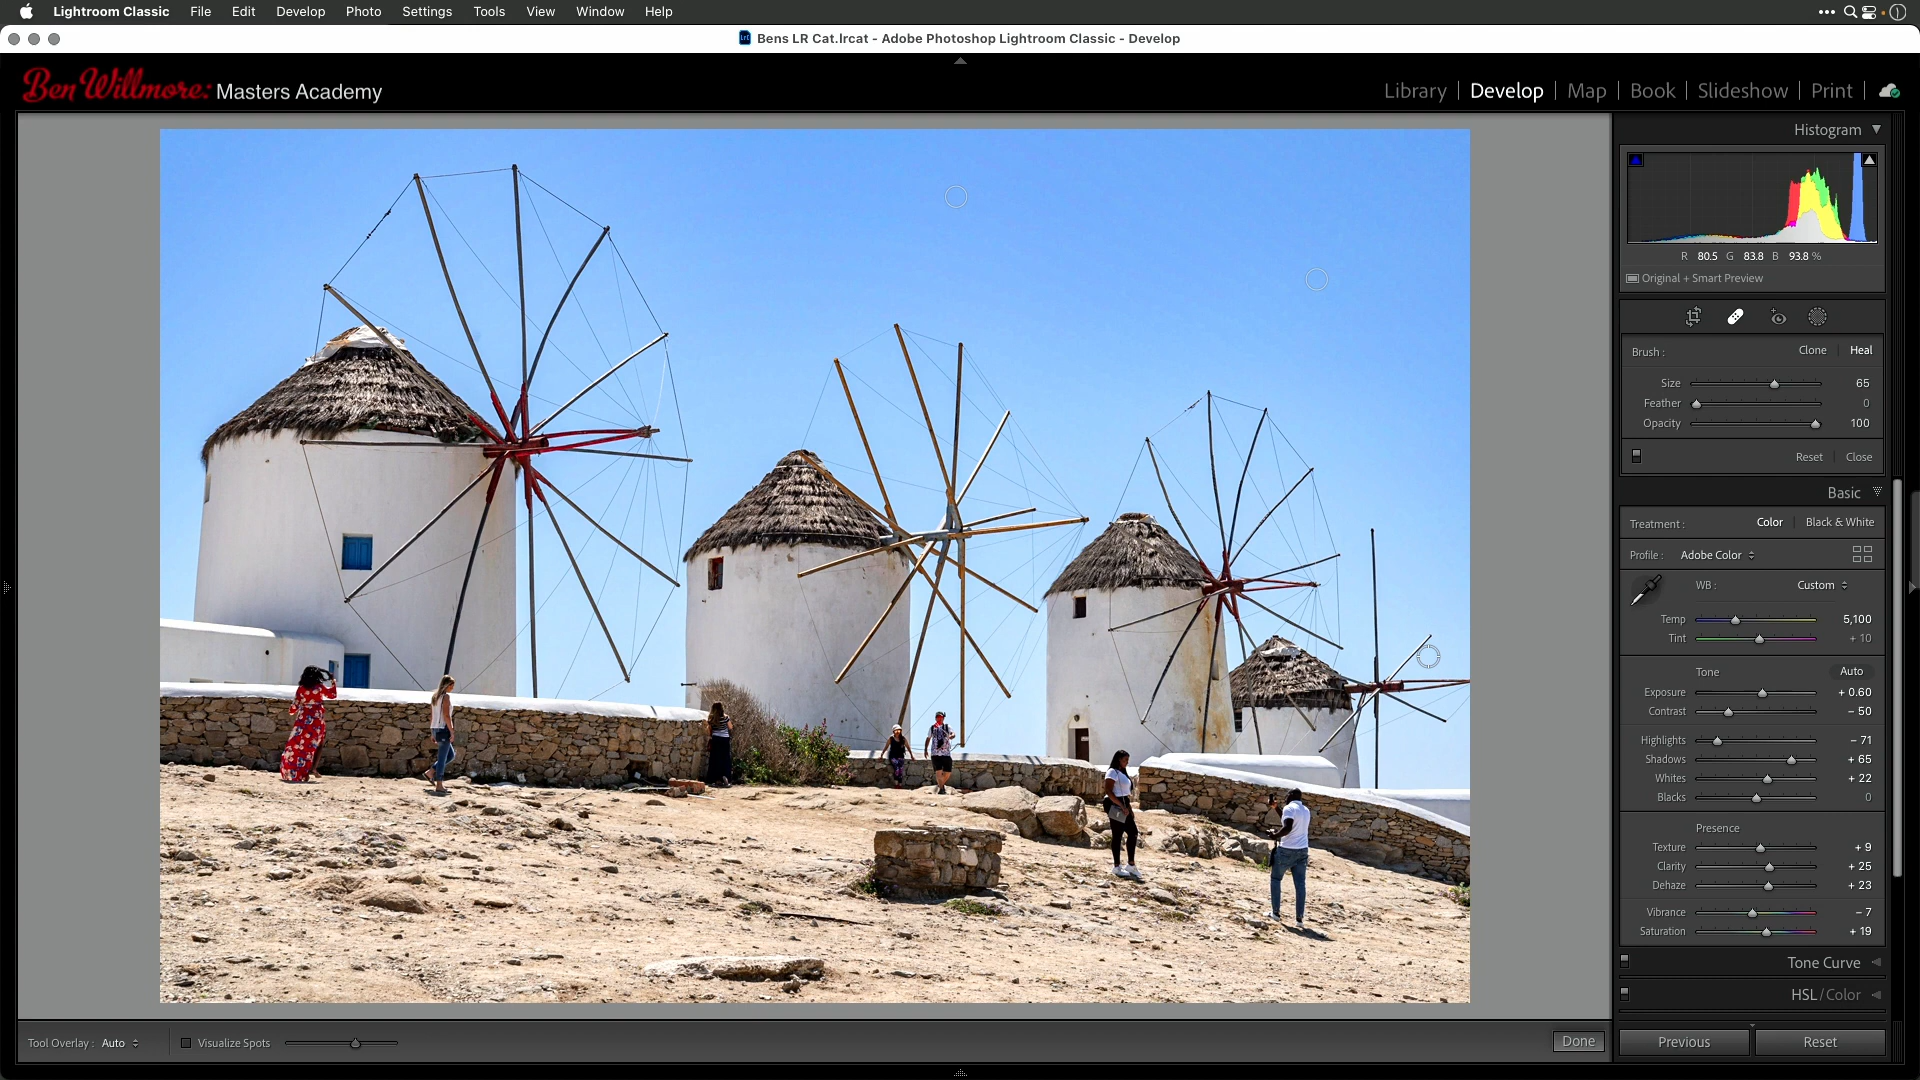 Lightroom Classic File Edit Develop Photo Settings Tools View Window Help
Bens LR Cat.lrcat - Adobe Photoshop Lightroom Classic - Develop
Ben Willmore: Masters Academy
Library | Develop | Map | Book | Slideshow | Print
Histogram
R 80.5 G 83.8 B 93.8 %
Original + Smart Preview
Brush : Clone | Heal
Size 65
Feather 0
Opacity 100
Reset | Close
Basic
Treatment : Color | Black & White
Profile : Adobe Color
WB : Custom
Temp 5,100
Tint + 10
Tone Auto
Exposure + 0.60
Contrast – 50
Highlights – 71
Shadows + 65
Whites + 22
Blacks 0
Presence
Texture + 9
Clarity + 25
Dehaze + 23
Vibrance – 7
Saturation + 19
Tone Curve
HSL / Color
Tool Overlay : Auto Visualize Spots Done
Previous Reset